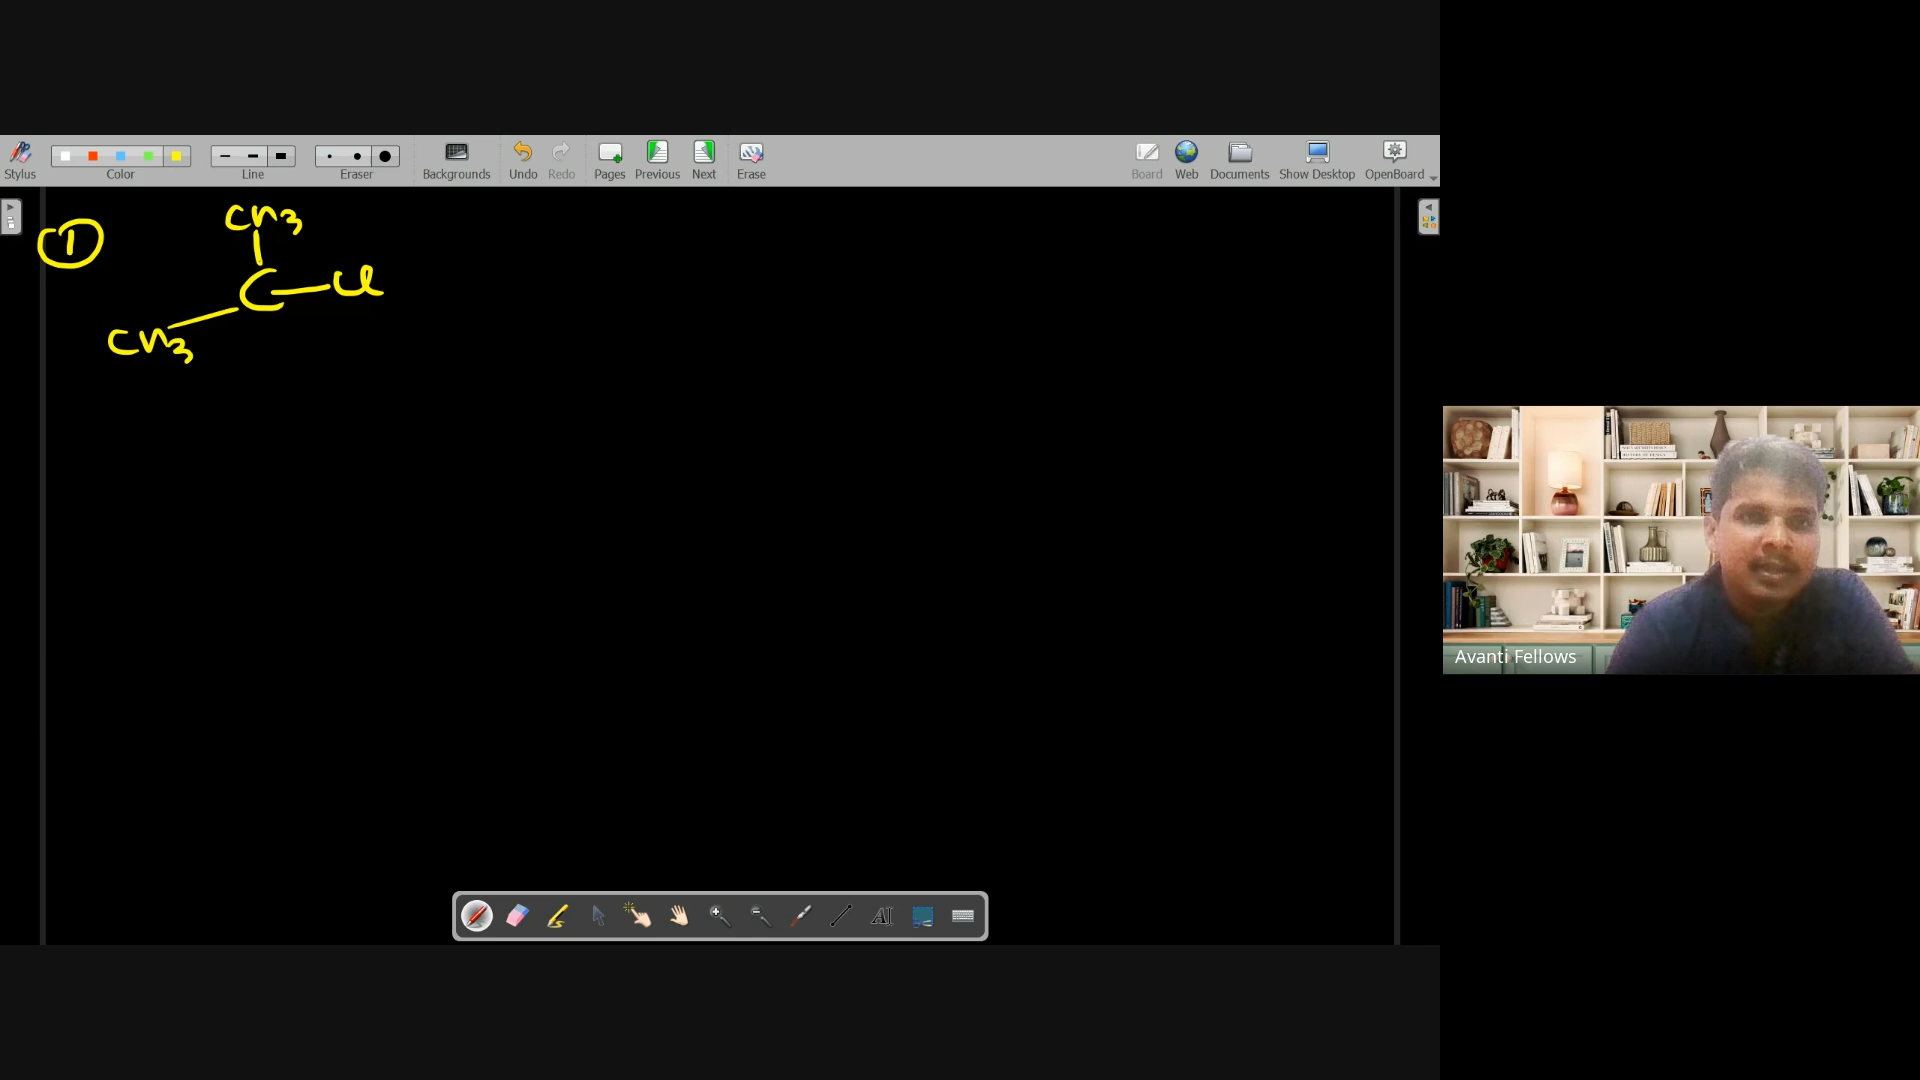 Stylus Color Line Eraser Backgrounds Undo Redo Pages Previous Next Erase Board Web Documents Show Desktop OpenBoard
① CH3
C—Cl
CH3
AI
Avanti Fellows